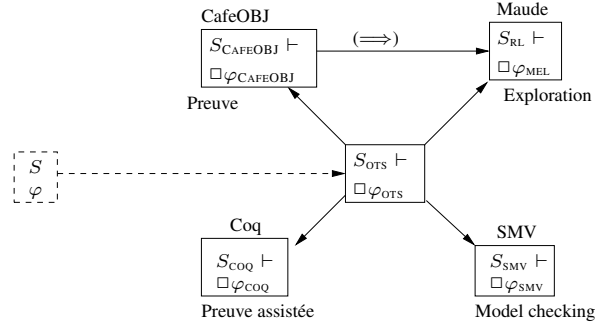 CafeOBJ
Maude
S_CAFEOBJ ⊢
□φ_CAFEOBJ
(⟹)
S_RL ⊢
□φ_MEL
Preuve
Exploration
S
φ
S_OTS ⊢
□φ_OTS
Coq
SMV
S_COQ ⊢
□φ_COQ
S_SMV ⊢
□φ_SMV
Preuve assistée
Model checking